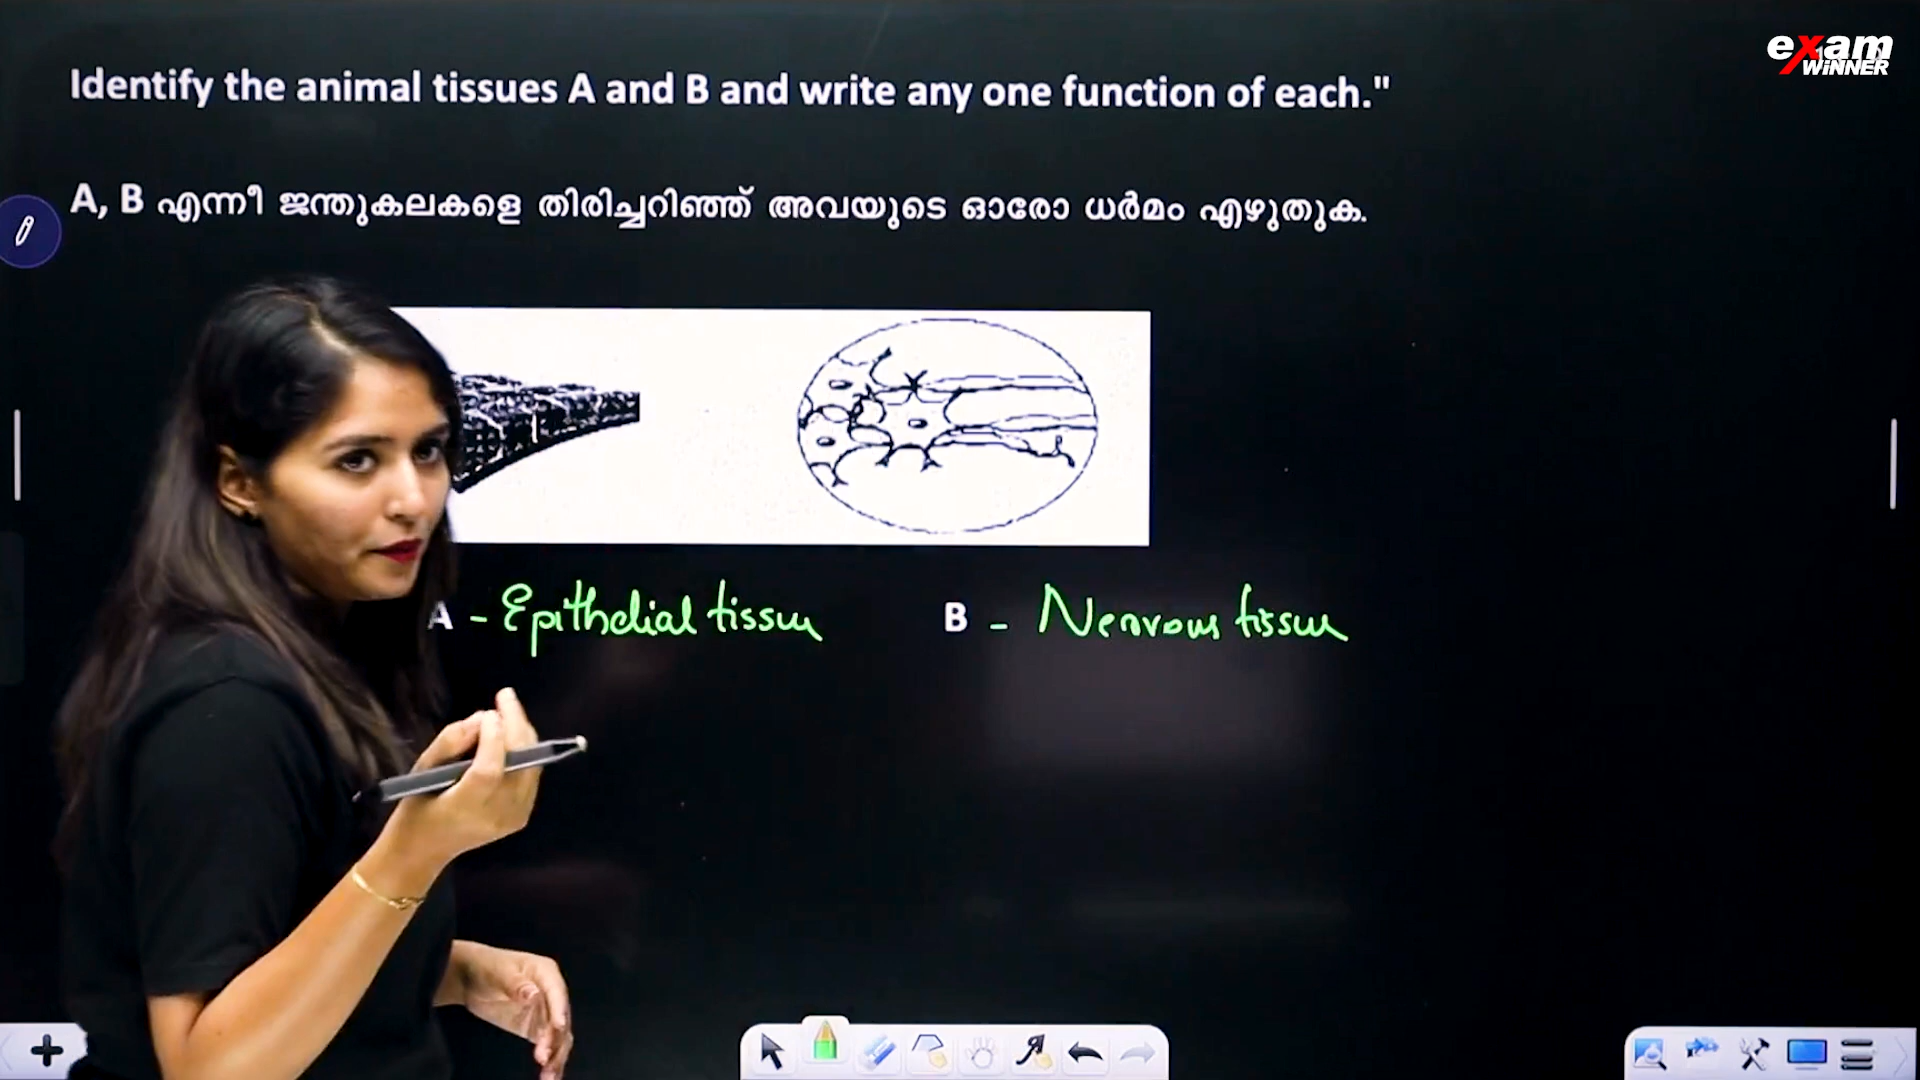 exam
WINNER
Identify the animal tissues A and B and write any one function of each."
A, B എന്നീ ജന്തുകലകളെ തിരിച്ചറിഞ്ഞ് അവയുടെ ഓരോ ധർമം എഴുതുക.
A - Epithelial tissue B - Nervous tissue